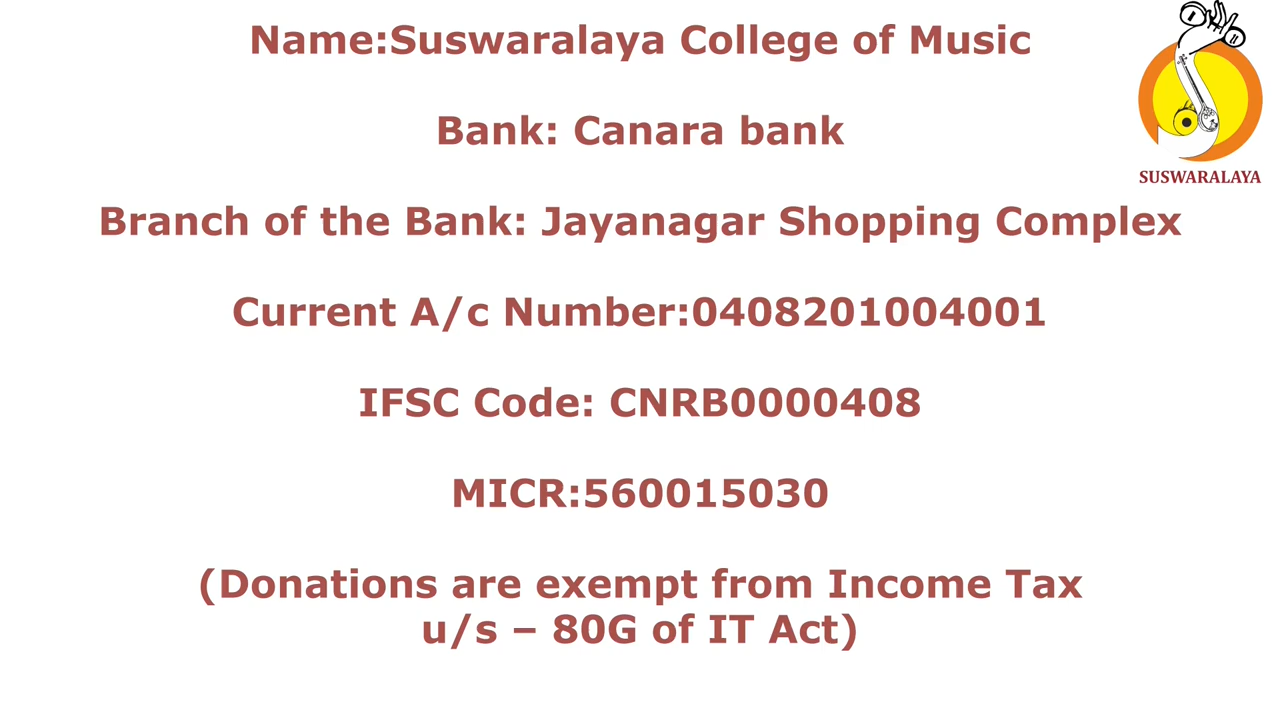 Name:Suswaralaya College of Music
Bank: Canara bank
Branch of the Bank: Jayanagar Shopping Complex
Current A/c Number:0408201004001
IFSC Code: CNRB0000408
MICR:560015030
(Donations are exempt from Income Tax
u/s – 80G of IT Act)
SUSWARALAYA